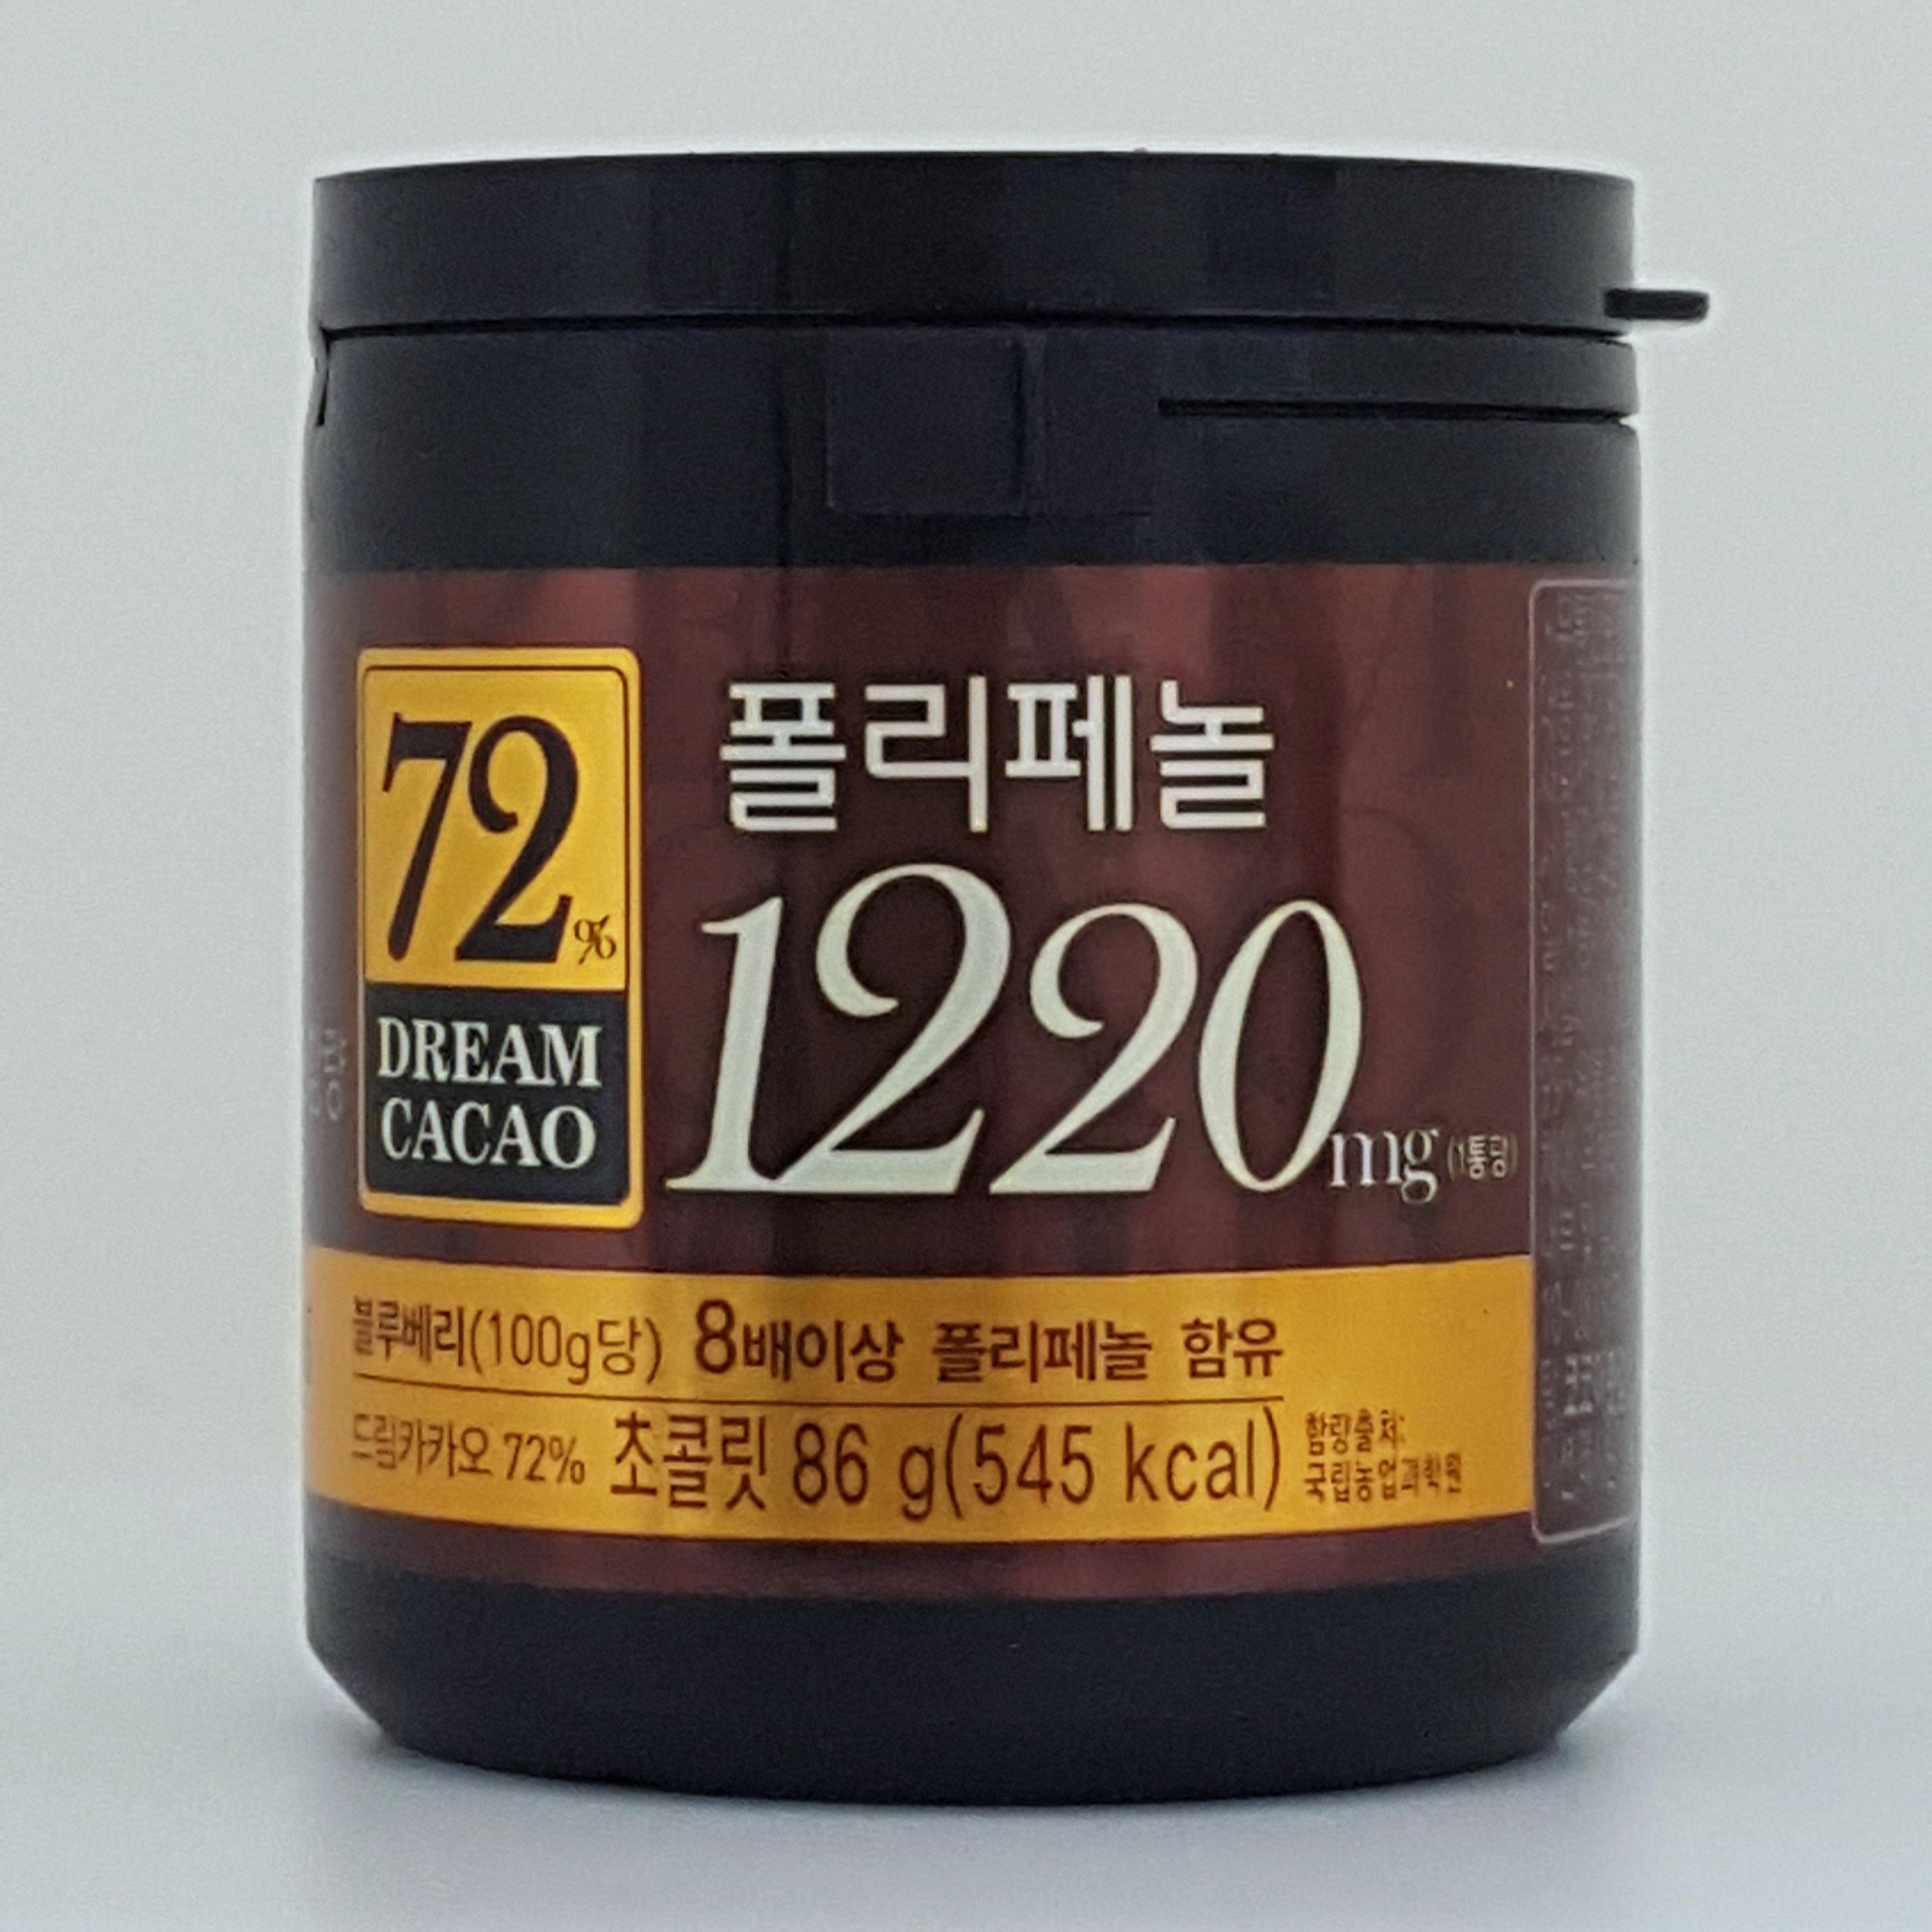 72%
DREAM
CACAO
폴리페놀
1220mg (1통당)
블루베리(100g당) 8배이상 폴리페놀 함유
드림카카오 72% 초콜릿 86 g(545 kcal)
함량출처:
국립농업과학원